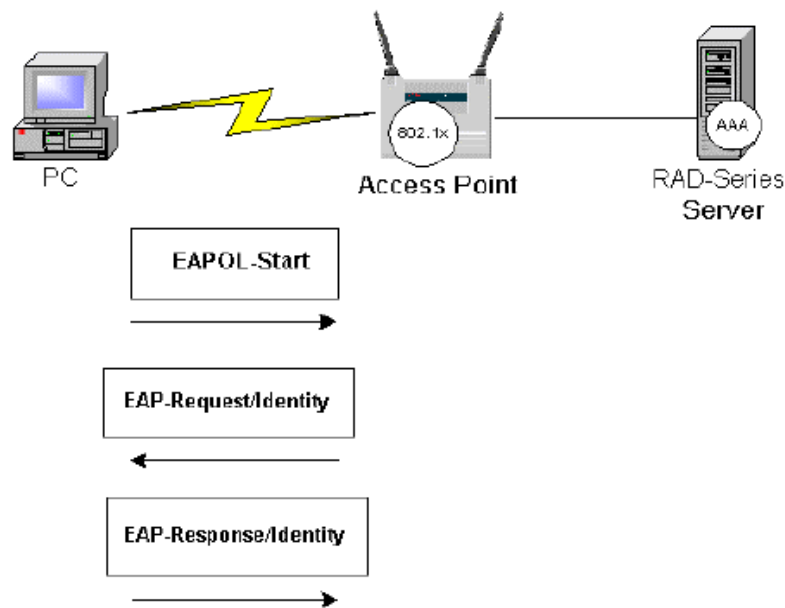 802.1x
AAA
PC
Access Point
RAD-Series
Server
EAPOL-Start
EAP-Request/Identity
EAP-Response/Identity